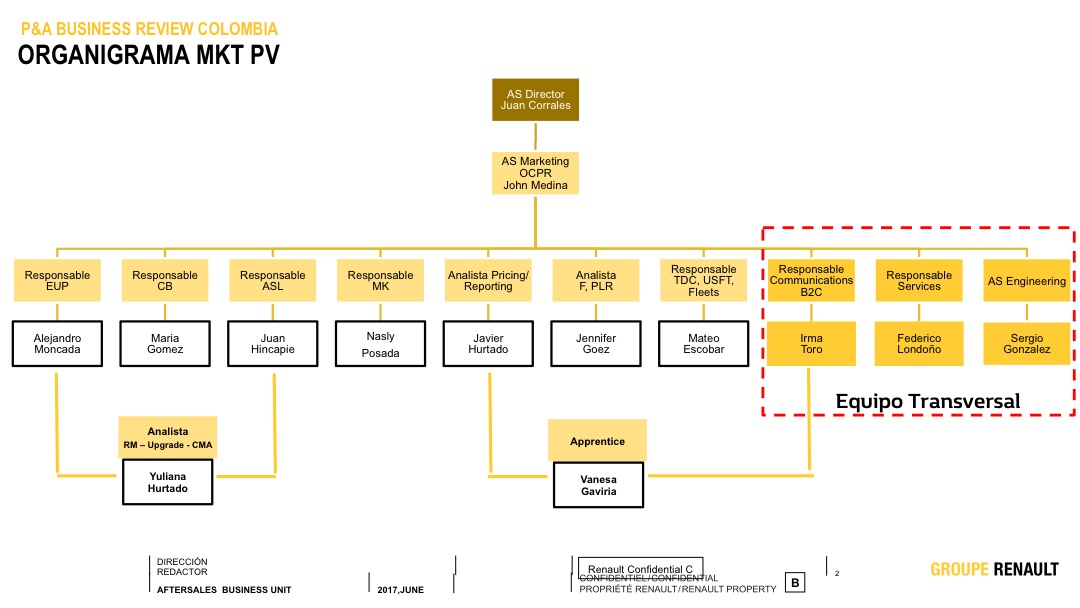 P&A BUSINESS REVIEW COLOMBIA
ORGANIGRAMA MKT PV
AS Director
Juan Corrales
AS Marketing
OCPR
John Medina
Responsable
EUP
Responsable
CB
Responsable
ASL
Responsable
MK
Analista Pricing/
Reporting
Analista
F, PLR
Responsable
TDC, USFT,
Fleets
Responsable
Communications
B2C
Responsable
Services
AS Engineering
Alejandro
Moncada
Maria
Gomez
Juan
Hincapie
Nasly
Posada
Javier
Hurtado
Jennifer
Goez
Mateo
Escobar
Irma
Toro
Federico
Londoño
Sergio
Gonzalez
Equipo Transversal
Analista
RM – Upgrade - CMA
Yuliana
Hurtado
Apprentice
Vanesa
Gaviria
DIRECCIÓN
REDACTOR
AFTERSALES BUSINESS UNIT
2017,JUNE
Renault Confidential C
CONFIDENTIEL/CONFIDENTIAL
PROPRIÉTÉ RENAULT/RENAULT PROPERTY
B
2
GROUPE RENAULT